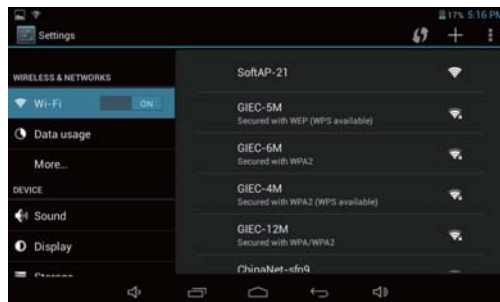 17% 5:16 PM
Settings
WIRELESS & NETWORKS
Wi-Fi
ON
Data usage
More...
DEVICE
Sound
Display
Storage
SoftAP-21
GIEC-5M
Secured with WEP (WPS available)
GIEC-6M
Secured with WPA2
GIEC-4M
Secured with WPA2 (WPS available)
GIEC-12M
Secured with WPA/WPA2
ChinaNet-sfn9